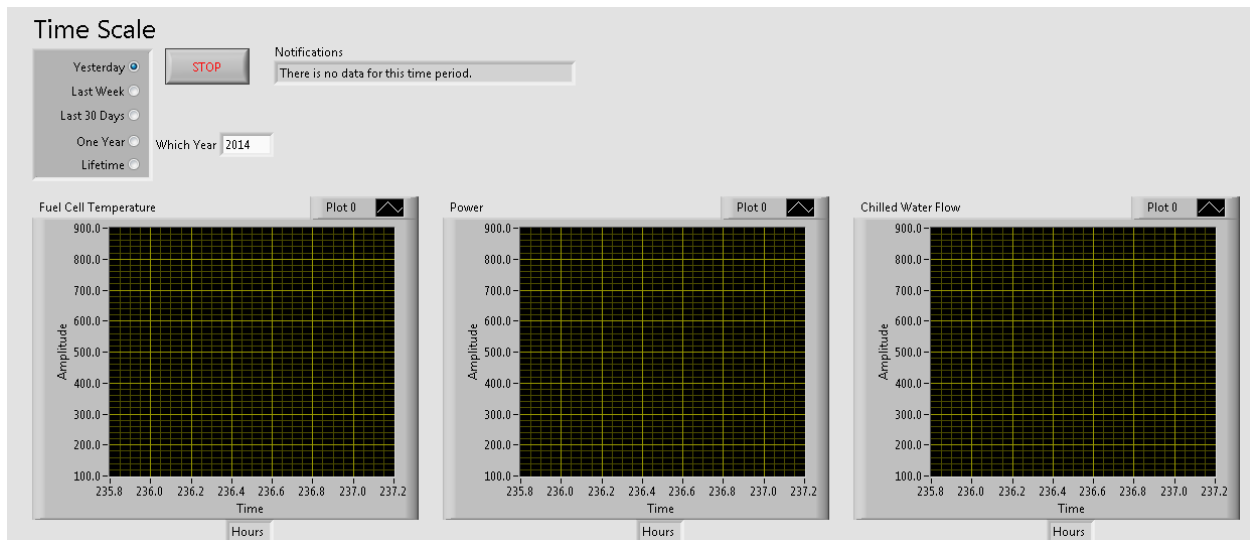 Time Scale
Yesterday
Last Week
Last 30 Days
One Year
Lifetime
STOP
Notifications
There is no data for this time period.
Which Year 2014
Fuel Cell Temperature
Plot 0
900.0
800.0
700.0
600.0
500.0
400.0
300.0
200.0
100.0
Amplitude
235.8 236.0 236.2 236.4 236.6 236.8 237.0 237.2
Time
Hours
Power
Plot 0
900.0
800.0
700.0
600.0
500.0
400.0
300.0
200.0
100.0
Amplitude
235.8 236.0 236.2 236.4 236.6 236.8 237.0 237.2
Time
Hours
Chilled Water Flow
Plot 0
900.0
800.0
700.0
600.0
500.0
400.0
300.0
200.0
100.0
Amplitude
235.8 236.0 236.2 236.4 236.6 236.8 237.0 237.2
Time
Hours